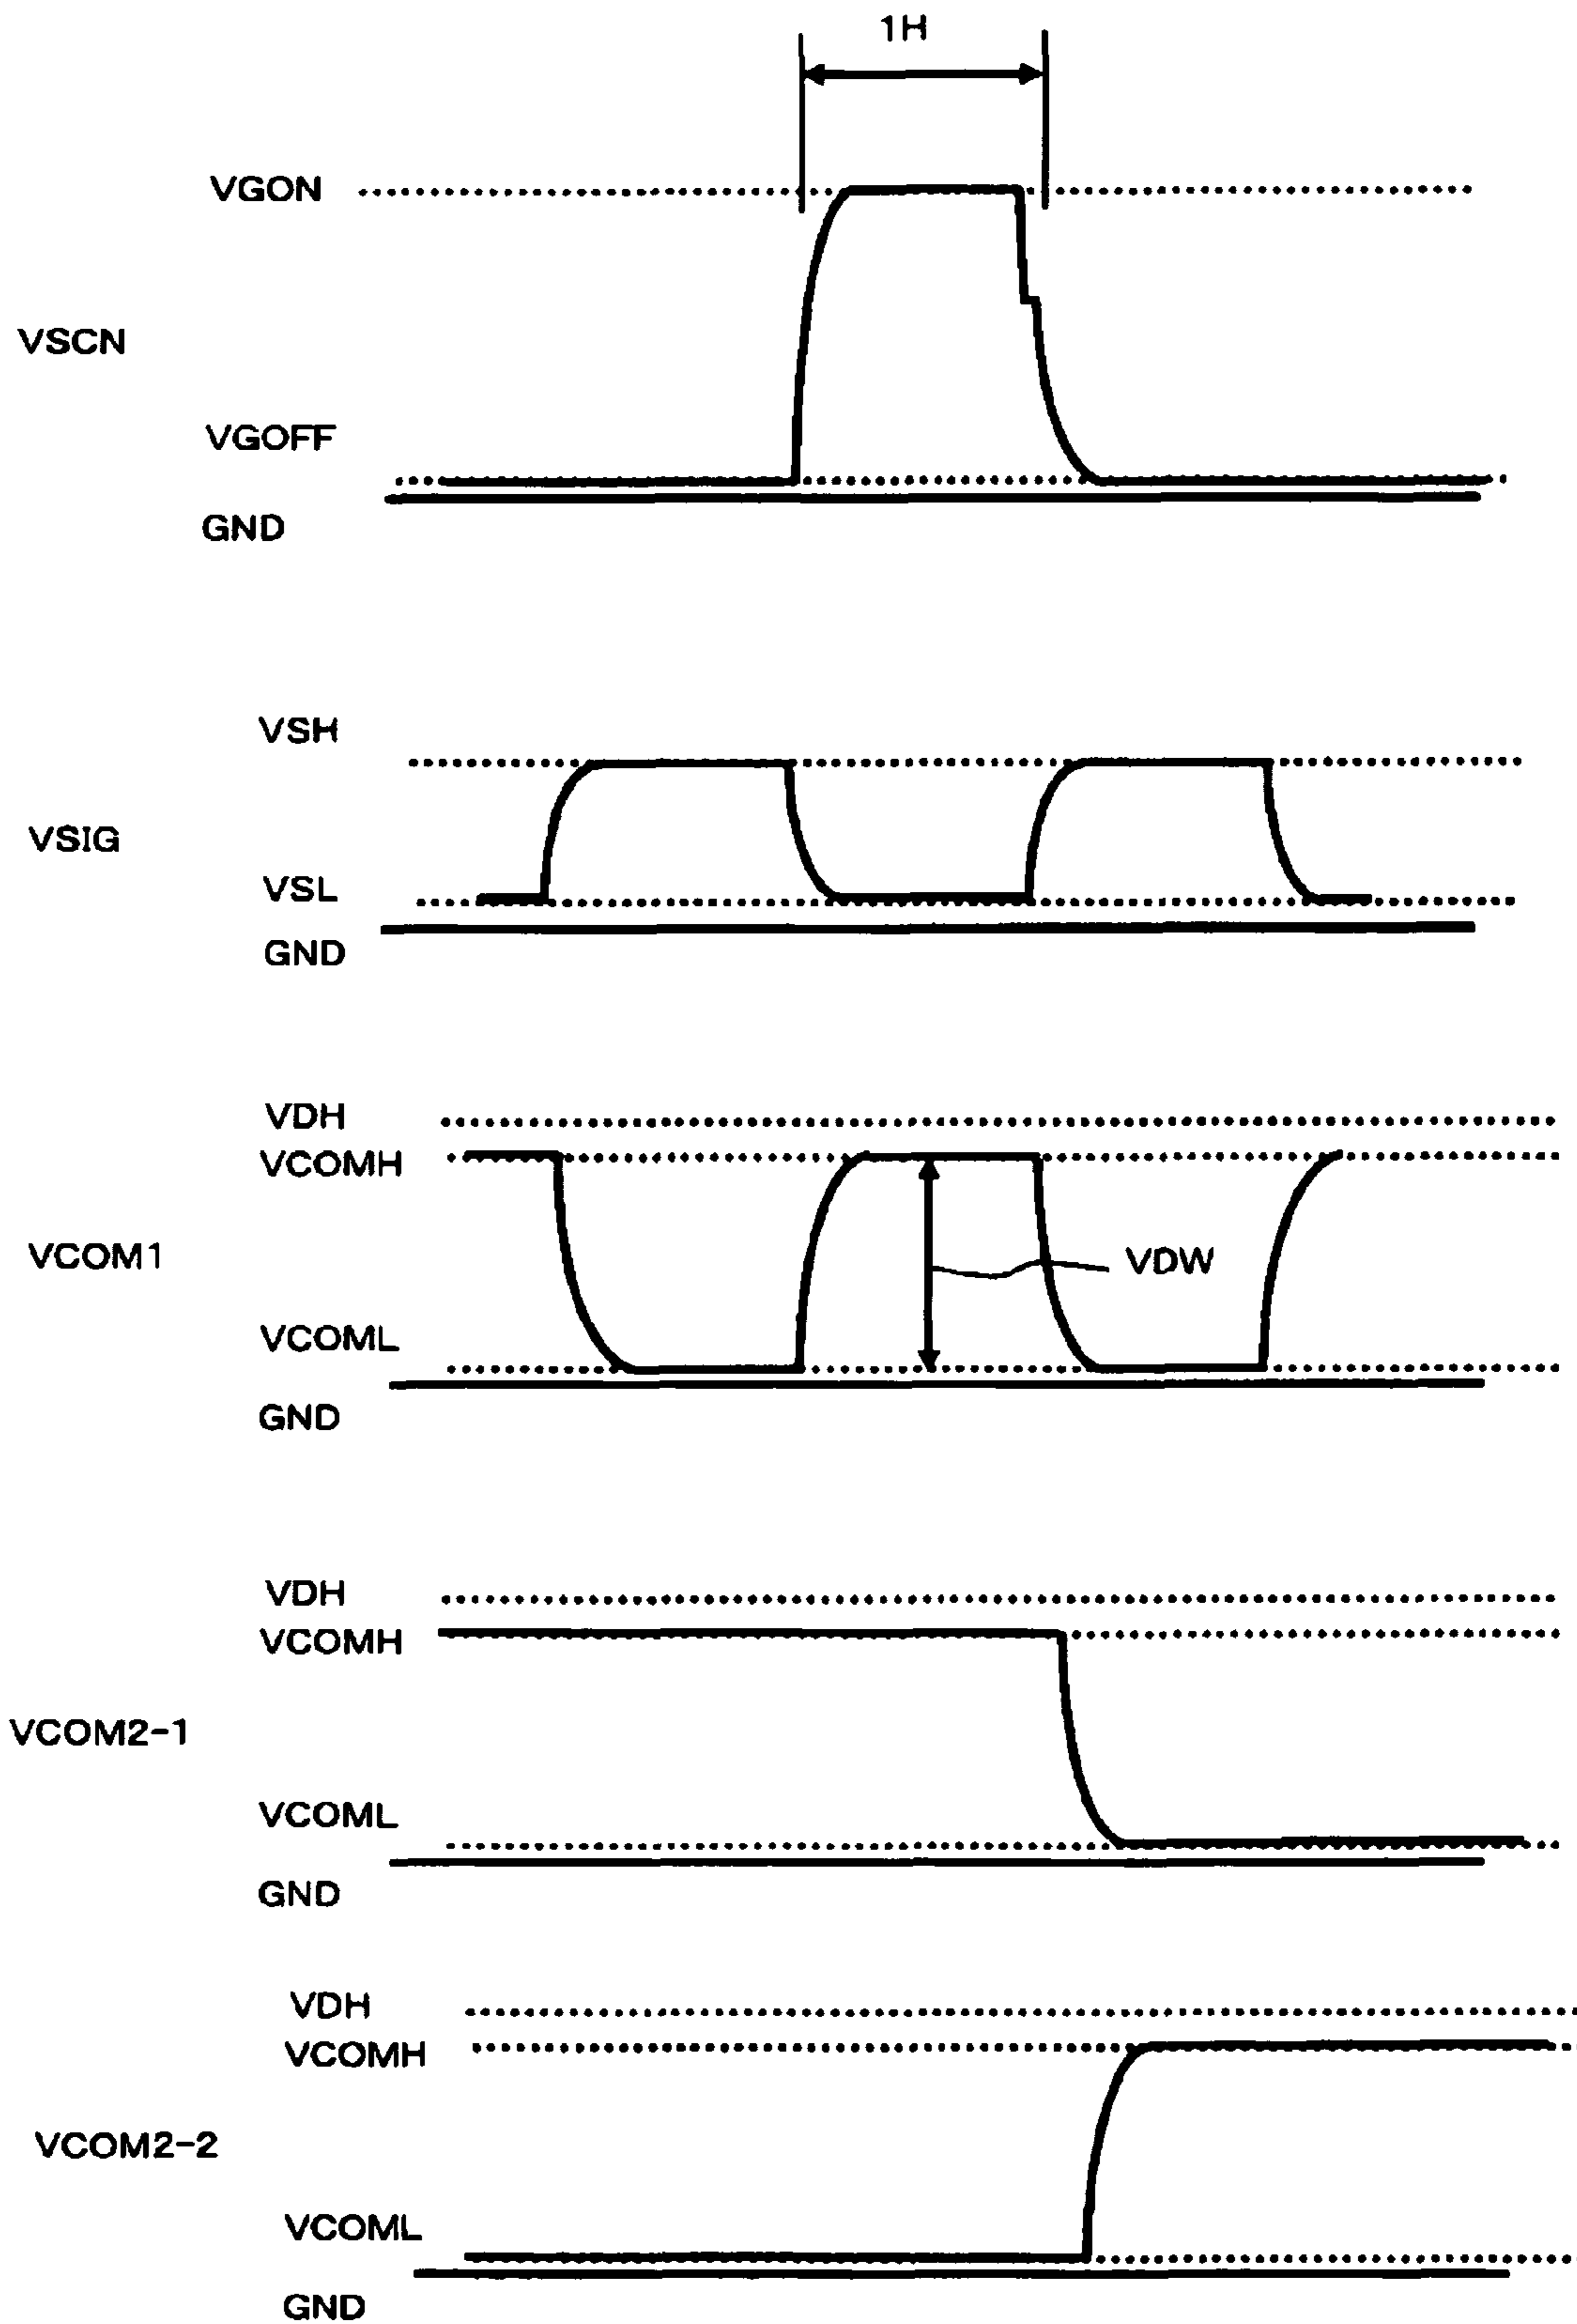 1H
VGON
VSCN
VGOFF
GND
VSH
VSIG
VSL
GND
VDH
VCOMH
VCOM1
VDW
VCOML
GND
VDH
VCOMH
VCOM2-1
VCOML
GND
VDH
VCOMH
VCOM2-2
VCOML
GND